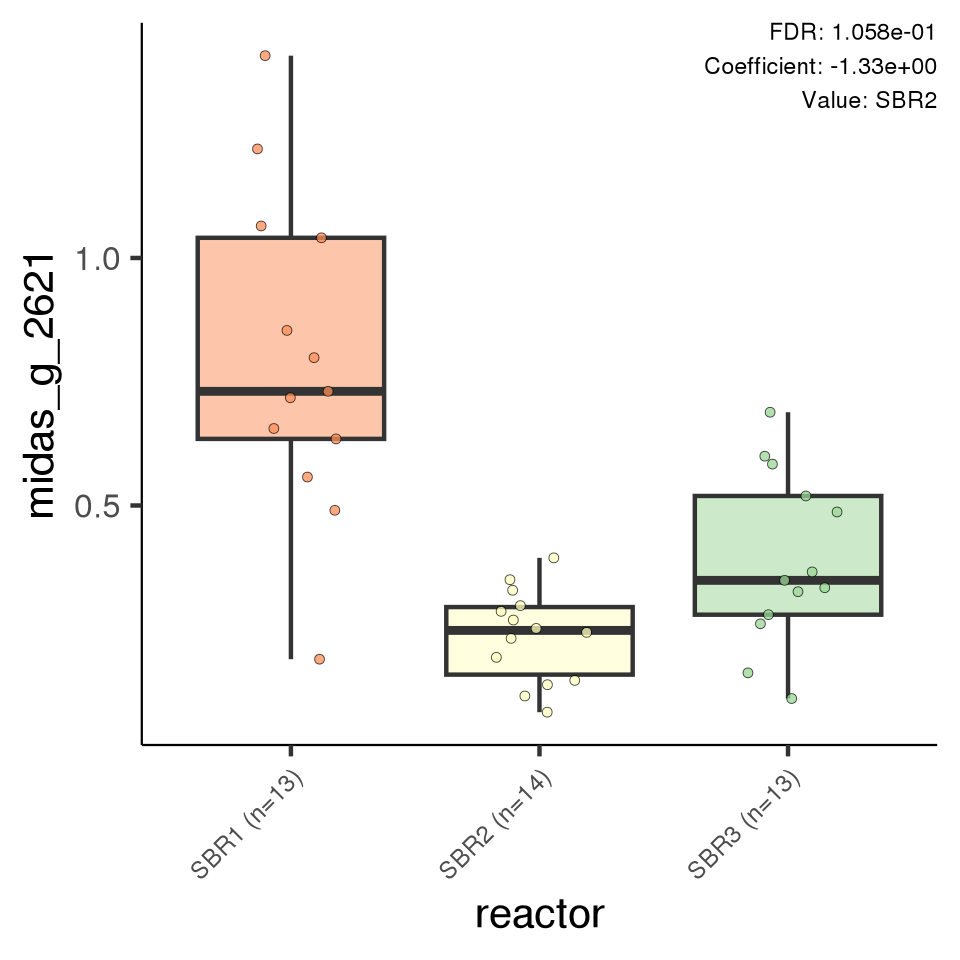 FDR: 1.058e-01
Coefficient: -1.33e+00
Value: SBR2
midas_g_2621
1.0
0.5
SBR1 (n=13)
SBR2 (n=14)
SBR3 (n=13)
reactor